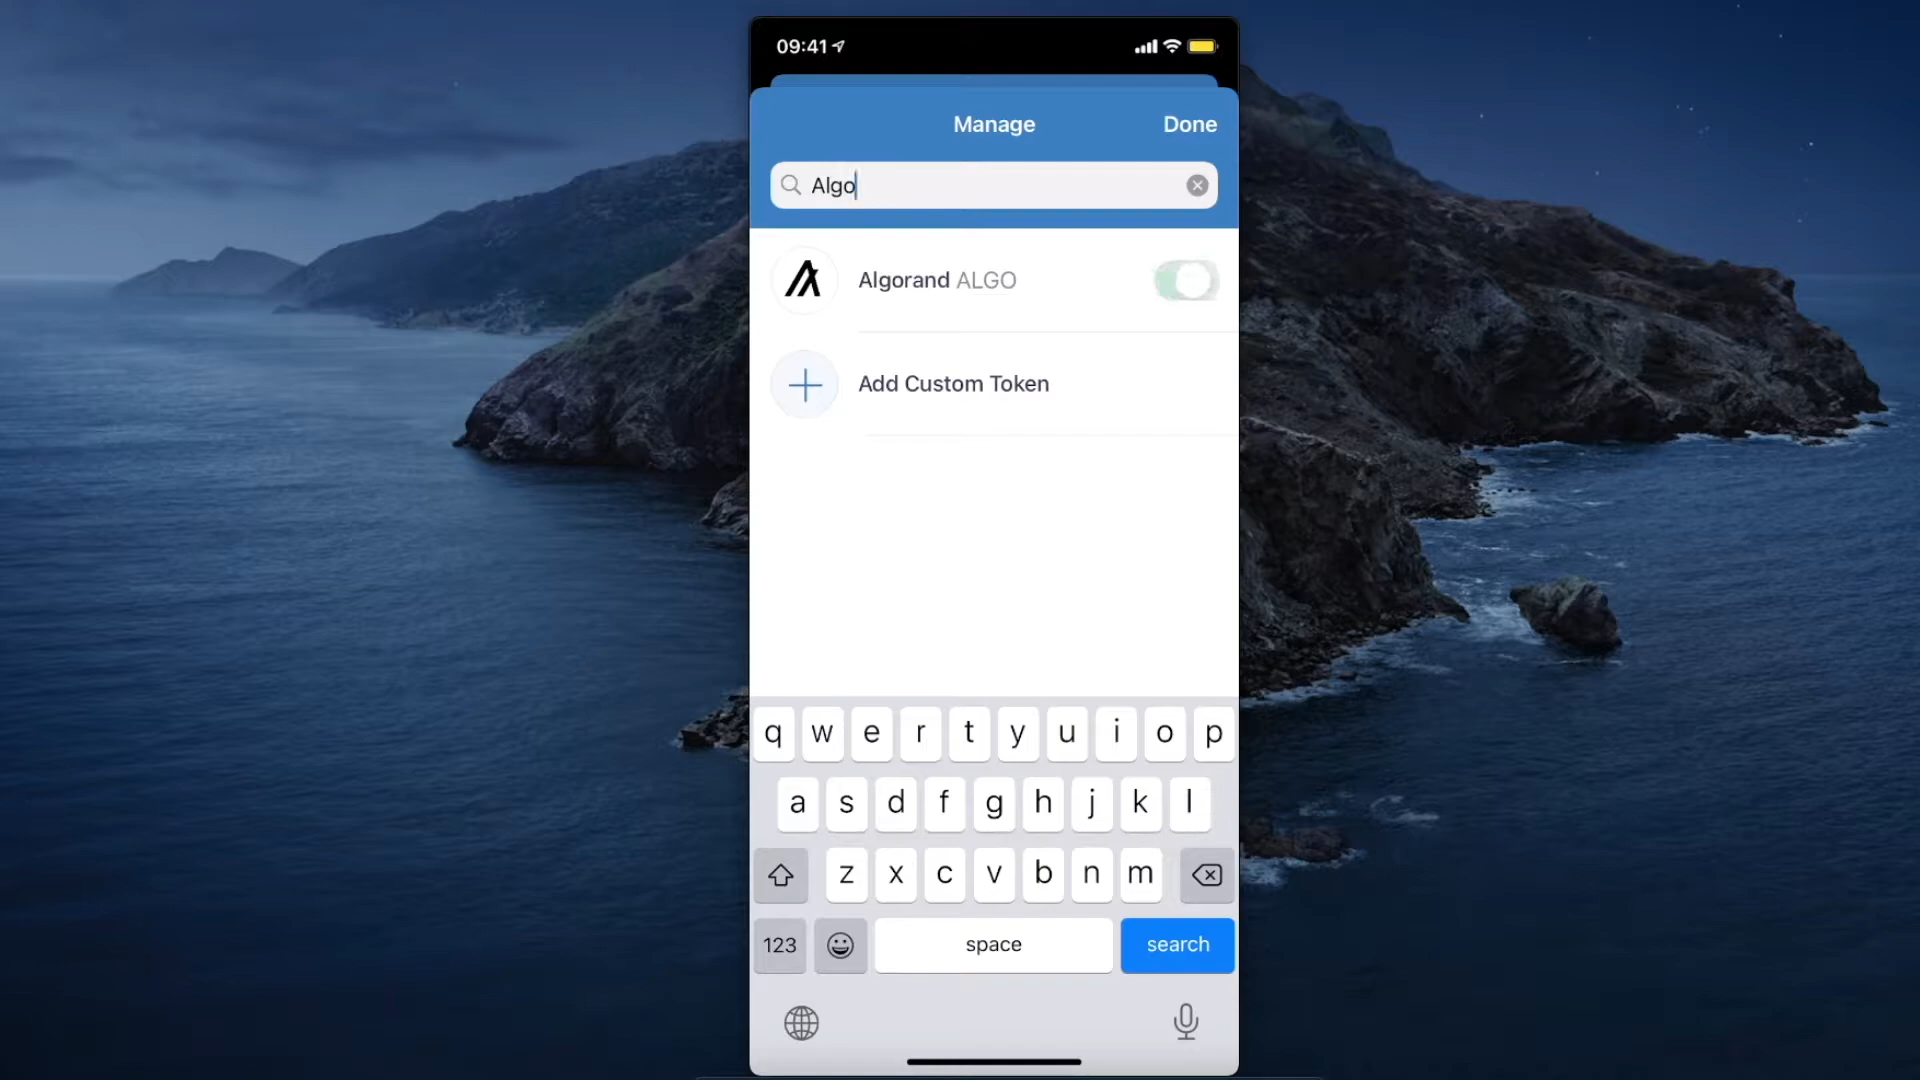 09:41
Manage
Done
Algo
Algorand ALGO
Add Custom Token
q w e r t y u i o p
a s d f g h j k l
z x c v b n m
123
space
search